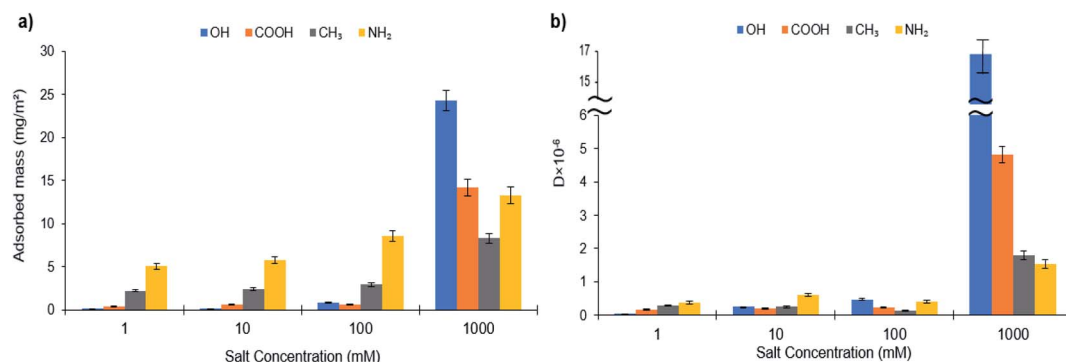 a)
OH COOH CH₃ NH₂
30
25
20
15
10
5
0
Adsorbed mass (mg/m²)
1 10 100 1000
Salt Concentration (mM)
b)
OH COOH CH₃ NH₂
17
15
6
5
4
3
2
1
0
D×10⁻⁶
1 10 100 1000
Salt Concentration (mM)